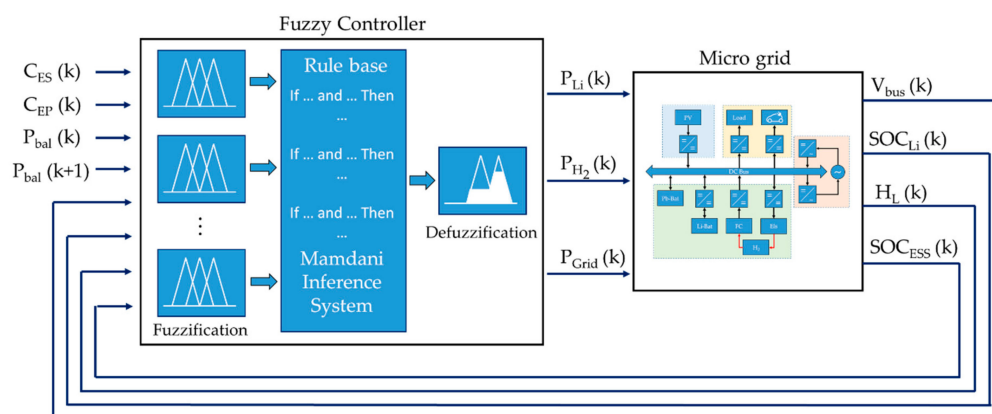 Fuzzy Controller
C_ES (k)
C_EP (k)
P_bal (k)
P_bal (k+1)
Fuzzification
Rule base
If ... and ... Then
...
If ... and ... Then
...
If ... and ... Then
...
Mamdani
Inference
System
Defuzzification
P_Li (k)
P_H₂ (k)
P_Grid (k)
Micro grid
PV
Load
DC Bus
Pb-Bat
Li-Bat
FC
Els
H₂
V_bus (k)
SOC_Li (k)
H_L (k)
SOC_ESS (k)